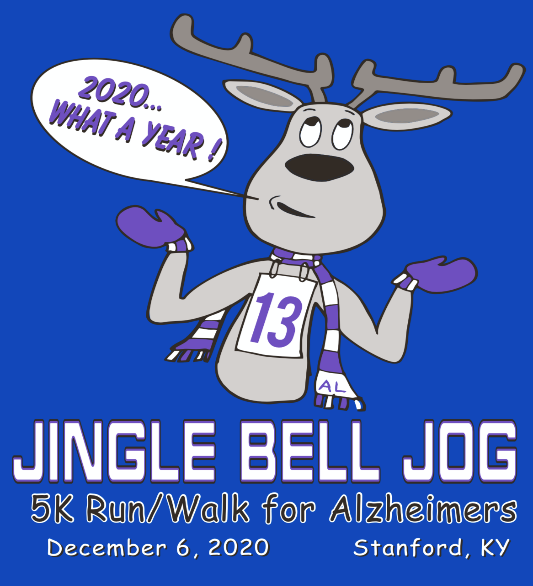 2020...
WHAT A YEAR !
13
AL
JINGLE BELL JOG
5K Run/Walk for Alzheimers
December 6, 2020 Stanford, KY